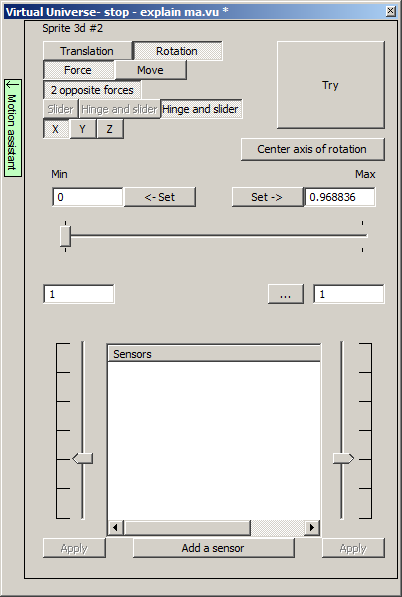 Virtual Universe- stop - explain ma.vu *
Sprite 3d #2
Motion assistant
Translation Rotation
Force Move
2 opposite forces
Slider Hinge and slider Hinge and slider
X Y Z
Try
Center axis of rotation
Min Max
0 <- Set Set -> 0.968836
1 ... 1
Sensors
Apply Add a sensor Apply